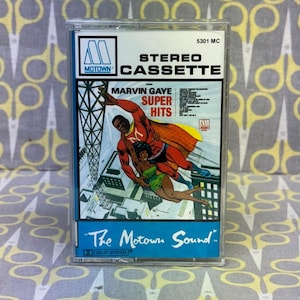 5301 MC
MOTOWN
STEREO
CASSETTE
MARVIN GAYE
SUPER
HITS
"The Motown Sound"